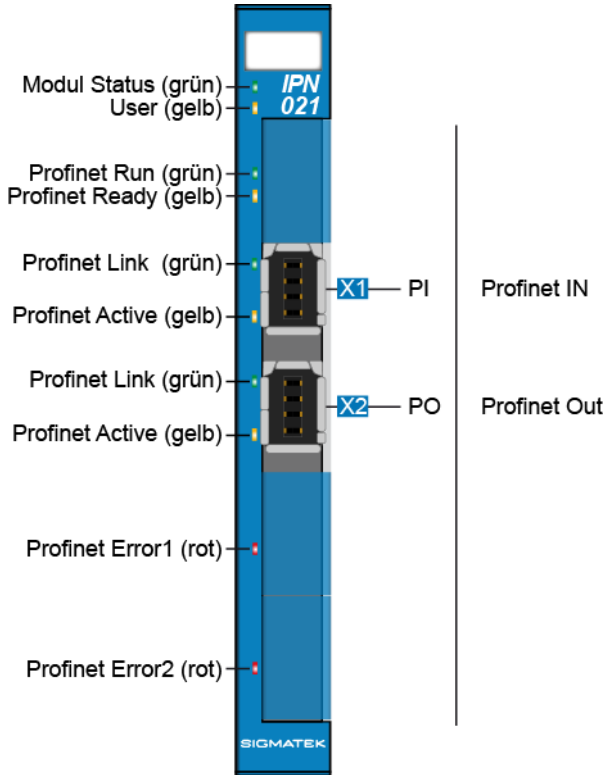 IPN
Modul Status (grün)
User (gelb)
021
Profinet Run (grün)
Profinet Ready (gelb)
Profinet Link (grün)
X1
PI
Profinet IN
Profinet Active (gelb)
Profinet Link (grün)
X2
PO
Profinet Out
Profinet Active (gelb)
Profinet Error1 (rot)
Profinet Error2 (rot)
SIGMATEK